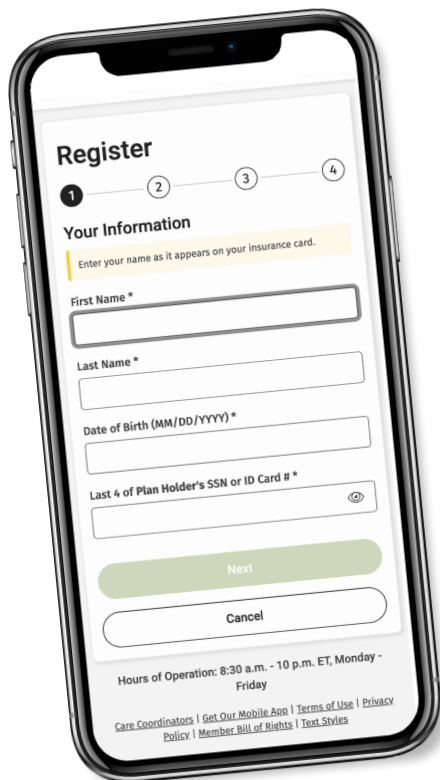 Register
1
2
3
4
Your Information
Enter your name as it appears on your insurance card.
First Name *
Last Name *
Date of Birth (MM/DD/YYYY) *
Last 4 of Plan Holder's SSN or ID Card # *
Next
Cancel
Hours of Operation: 8:30 a.m. - 10 p.m. ET, Monday -
Friday
Care Coordinators | Get Our Mobile App | Terms of Use | Privacy
Policy | Member Bill of Rights | Text Styles